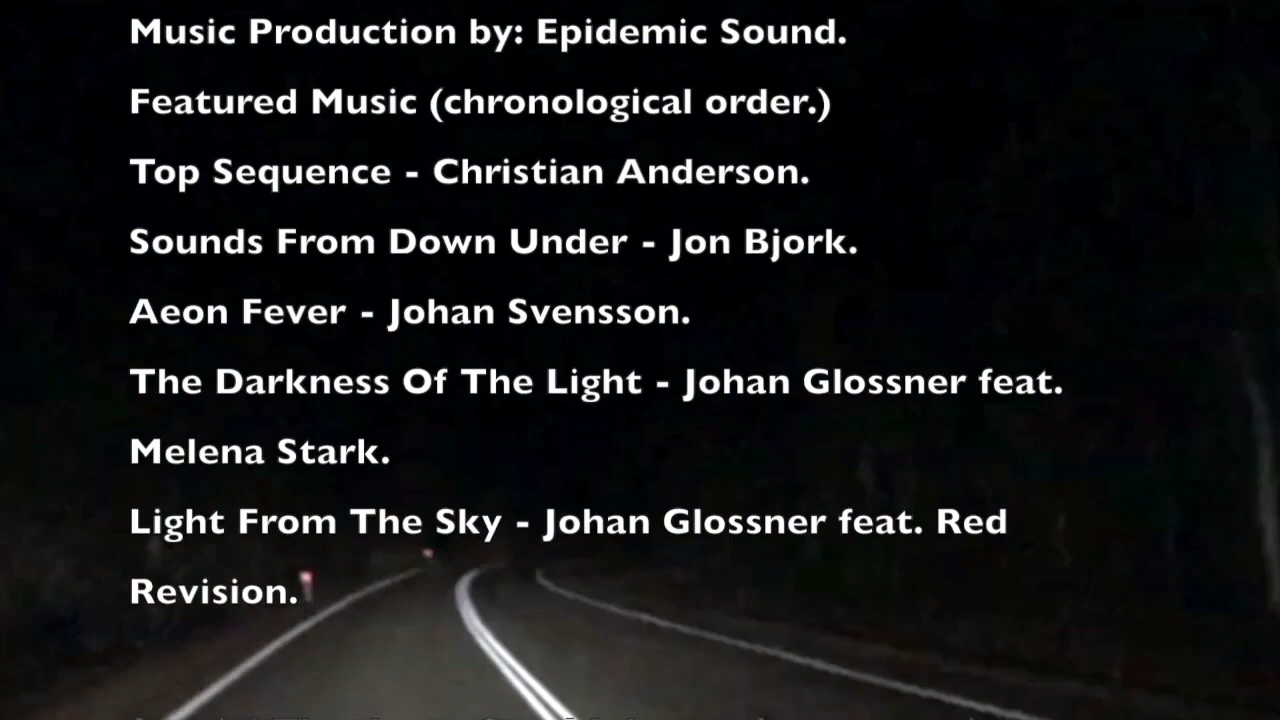 Music Production by: Epidemic Sound.
Featured Music (chronological order.)
Top Sequence - Christian Anderson.
Sounds From Down Under - Jon Bjork.
Aeon Fever - Johan Svensson.
The Darkness Of The Light - Johan Glossner feat.
Melena Stark.
Light From The Sky - Johan Glossner feat. Red
Revision.